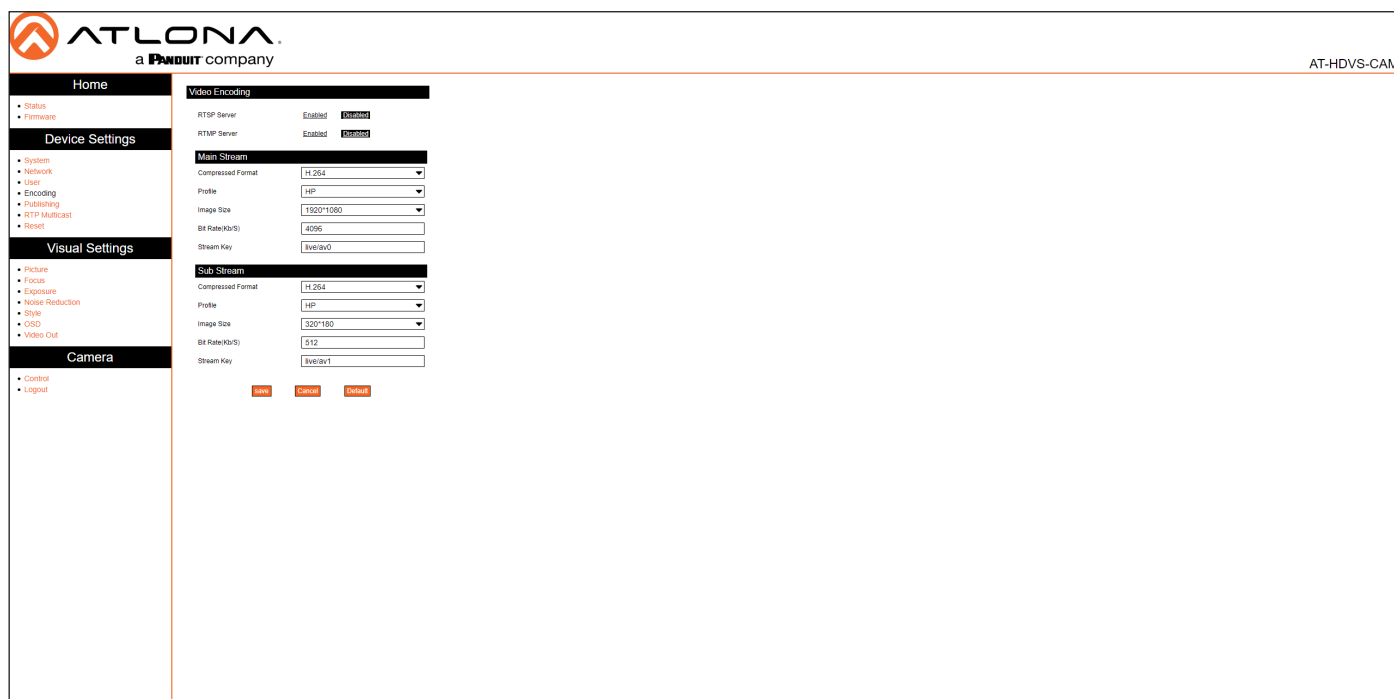 ATLONA.
a PANDUIT company
AT-HDVS-CAM
Home
Status
Firmware
Device Settings
System
Network
User
Encoding
Publishing
RTP Multicast
Reset
Visual Settings
Picture
Focus
Exposure
Noise Reduction
Style
OSD
Video Out
Camera
Control
Logout
Video Encoding
RTSP Server Enabled Disabled
RTMP Server Enabled Disabled
Main Stream
Compressed Format H.264
Profile HP
Image Size 1920*1080
Bit Rate(Kb/S) 4096
Stream Key live/av0
Sub Stream
Compressed Format H.264
Profile HP
Image Size 320*180
Bit Rate(Kb/S) 512
Stream Key live/av1
save Cancel Default